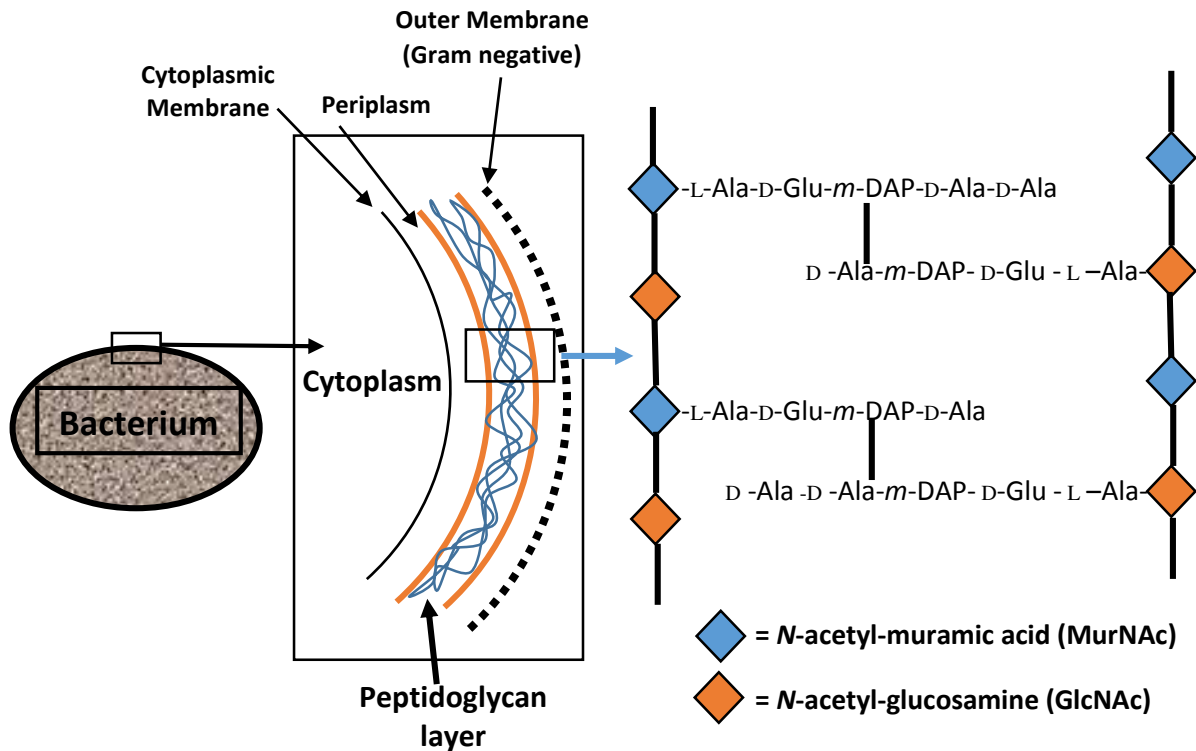 Outer Membrane
(Gram negative)
Cytoplasmic
Membrane
Periplasm
-L-Ala-D-Glu-m-DAP-D-Ala-D-Ala
D -Ala-m-DAP- D-Glu - L –Ala-
Cytoplasm
Bacterium
-L-Ala-D-Glu-m-DAP-D-Ala
D -Ala -D -Ala-m-DAP- D-Glu - L –Ala-
Peptidoglycan
layer
= N-acetyl-muramic acid (MurNAc)
= N-acetyl-glucosamine (GlcNAc)